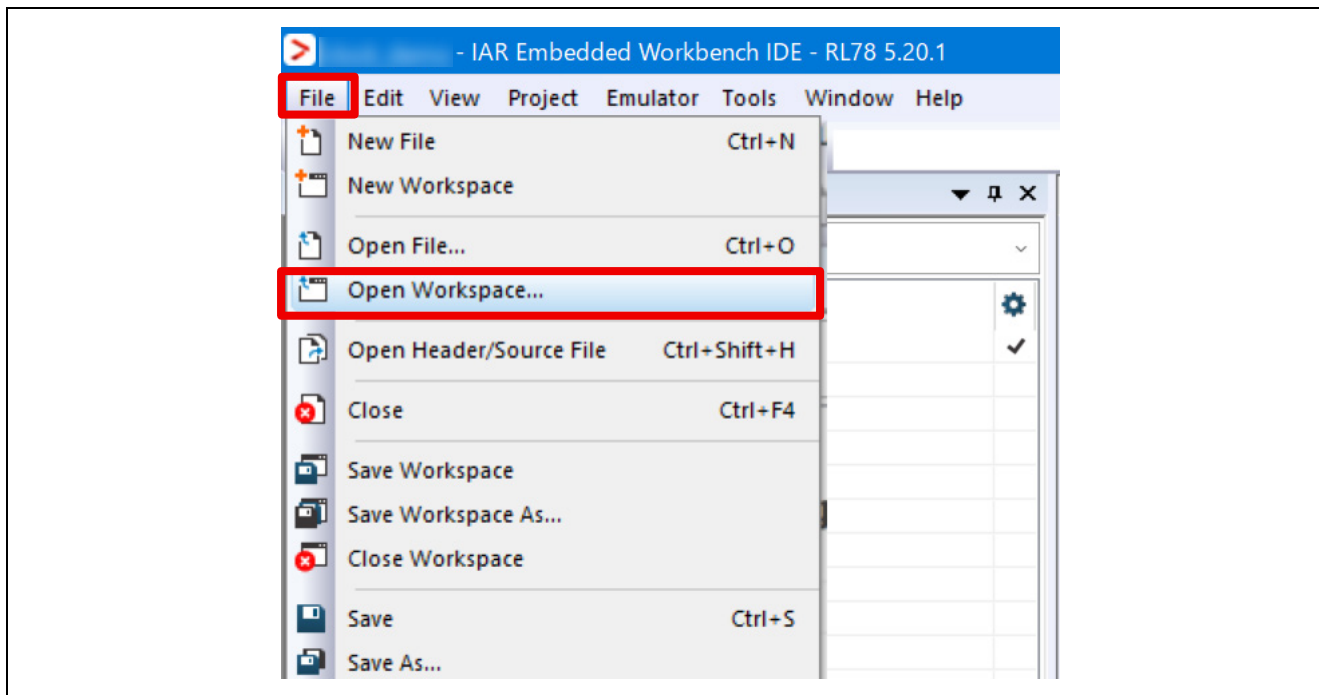 - IAR Embedded Workbench IDE - RL78 5.20.1
File Edit View Project Emulator Tools Window Help
New File Ctrl+N
New Workspace
Open File... Ctrl+O
Open Workspace...
Open Header/Source File Ctrl+Shift+H
Close Ctrl+F4
Save Workspace
Save Workspace As...
Close Workspace
Save Ctrl+S
Save As...